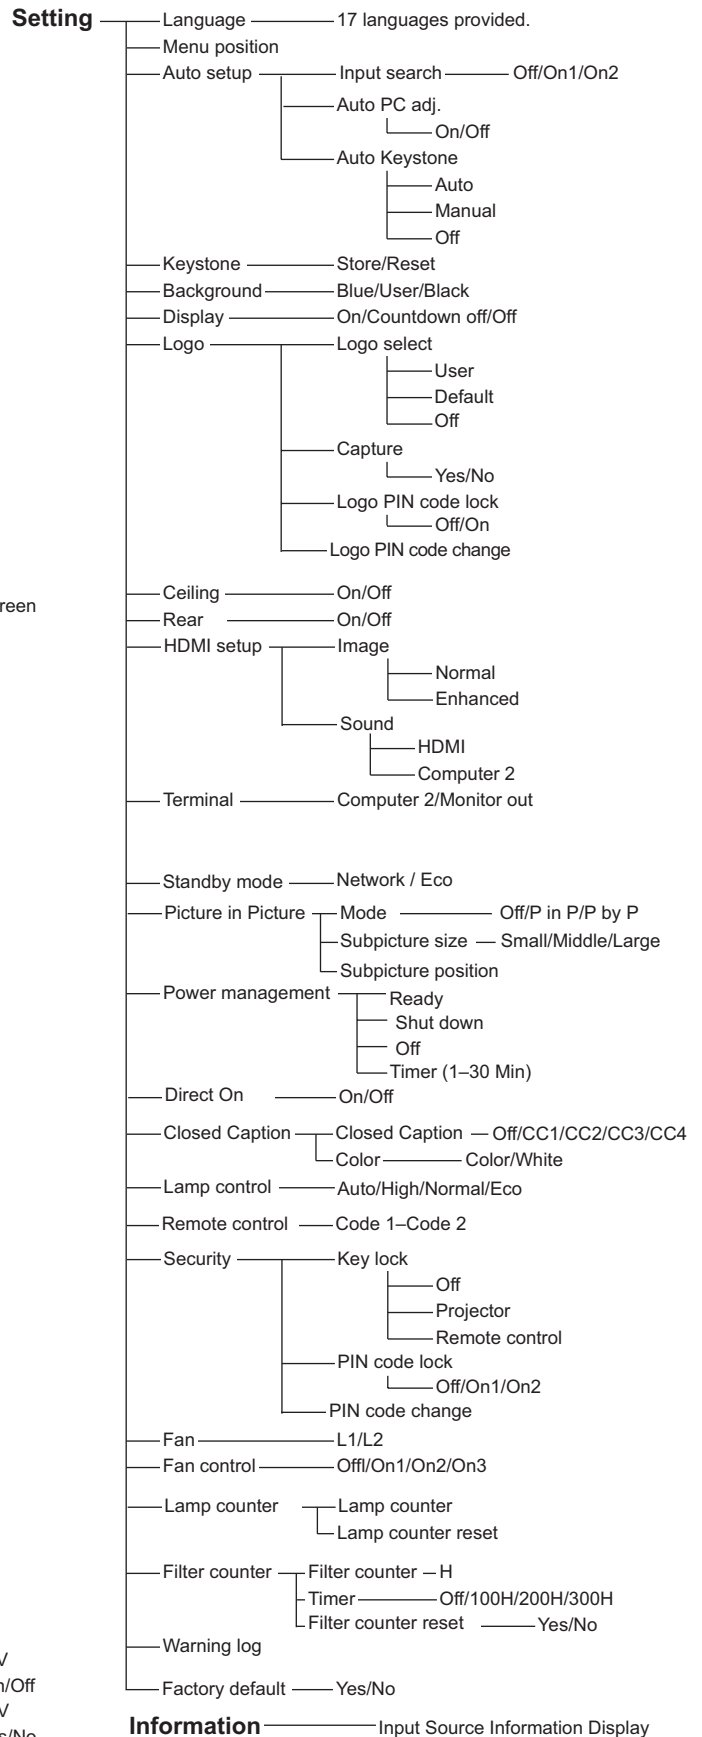 Setting Language 17 languages provided.
Menu position
Auto setup Input search Off/On1/On2
Auto PC adj.
On/Off
Auto Keystone
Auto
Manual
Off
Keystone Store/Reset
Background Blue/User/Black
Display On/Countdown off/Off
Logo Logo select
User
Default
Off
Capture
Yes/No
Logo PIN code lock
Off/On
Logo PIN code change
Ceiling On/Off
reen
Rear On/Off
HDMI setup Image
Normal
Enhanced
Sound
HDMI
Computer 2
Terminal Computer 2/Monitor out
Standby mode Network / Eco
Picture in Picture Mode Off/P in P/P by P
Subpicture size Small/Middle/Large
Subpicture position
Power management Ready
Shut down
Off
Timer (1–30 Min)
Direct On On/Off
Closed Caption Closed Caption Off/CC1/CC2/CC3/CC4
Color Color/White
Lamp control Auto/High/Normal/Eco
Remote control Code 1–Code 2
Security Key lock
Off
Projector
Remote control
PIN code lock
Off/On1/On2
PIN code change
Fan L1/L2
Fan control Offl/On1/On2/On3
Lamp counter Lamp counter
Lamp counter reset
Filter counter Filter counter H
Timer Off/100H/200H/300H
Filter counter reset Yes/No
Warning log
V
n/Off
Factory default Yes/No
V
s/No
Information Input Source Information Display